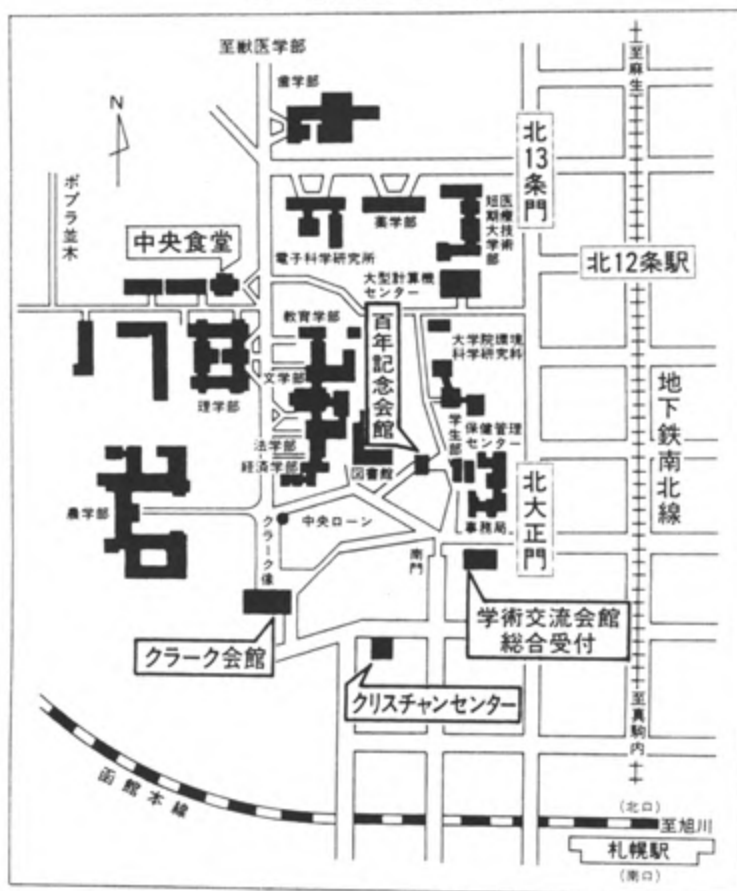 至獣医学部
歯学部
N
至麻生
北13条門
ポプラ並木
中央食堂
薬学部
医療技術
短期大学部
電子科学研究所
北12条駅
大型計算機
センター
教育学部
百年記念会館
大学院環境
科学研究科
文学部
理学部
地下鉄南北線
学生部
保健管理
センター
法学部
経済学部
図書館
北大正門
農学部
中央ローン
クラーク像
事務局
南門
学術交流会館
総合受付
クラーク会館
クリスチャンセンター
至真駒内
函館本線
(北口)
至旭川
札幌駅
(南口)